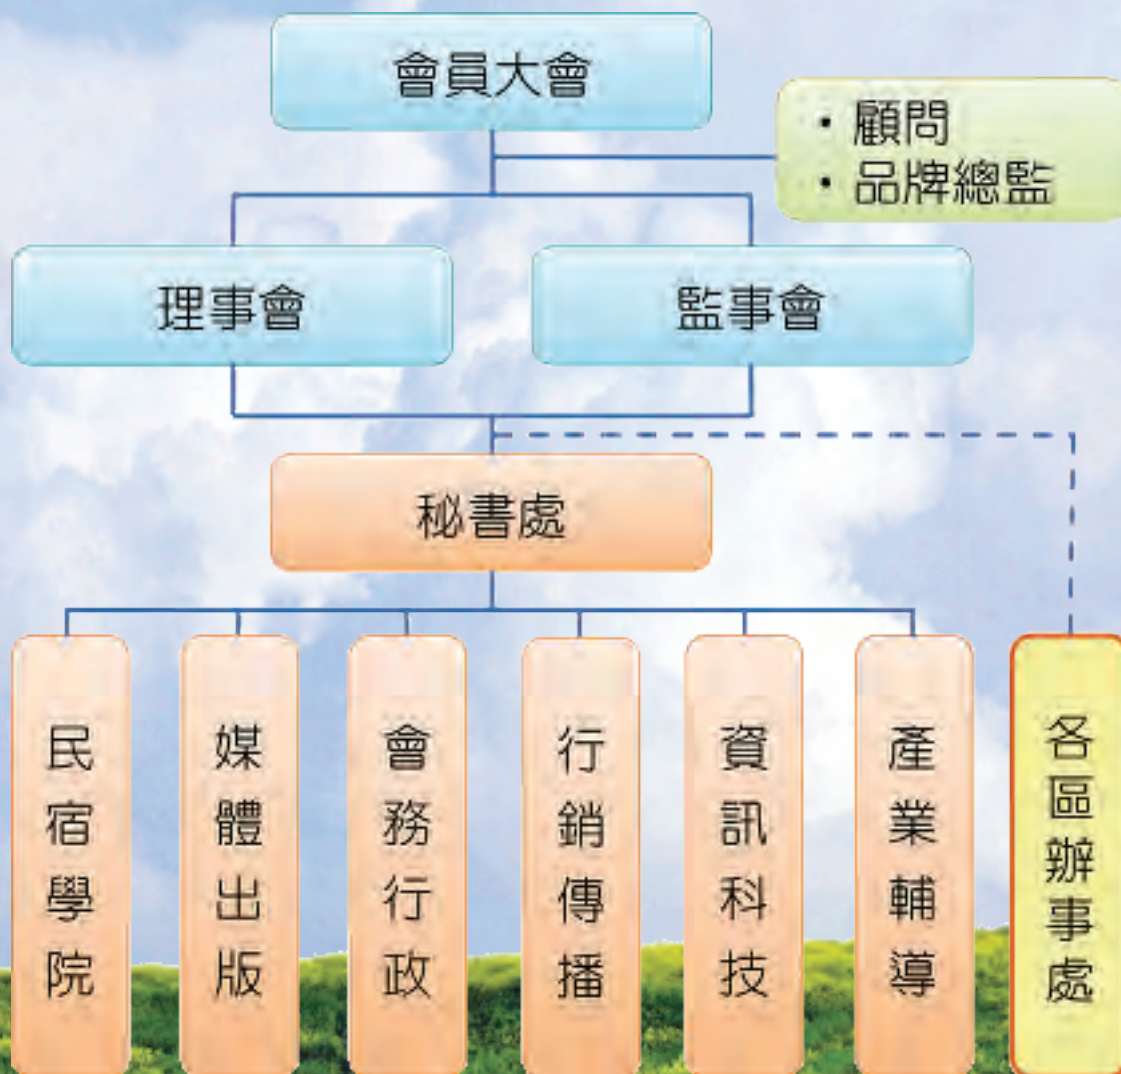 會員大會
・顧問
・品牌總監
理事會
監事會
秘書處
民宿學院
媒體出版
會務行政
行銷傳播
資訊科技
產業輔導
各區辦事處